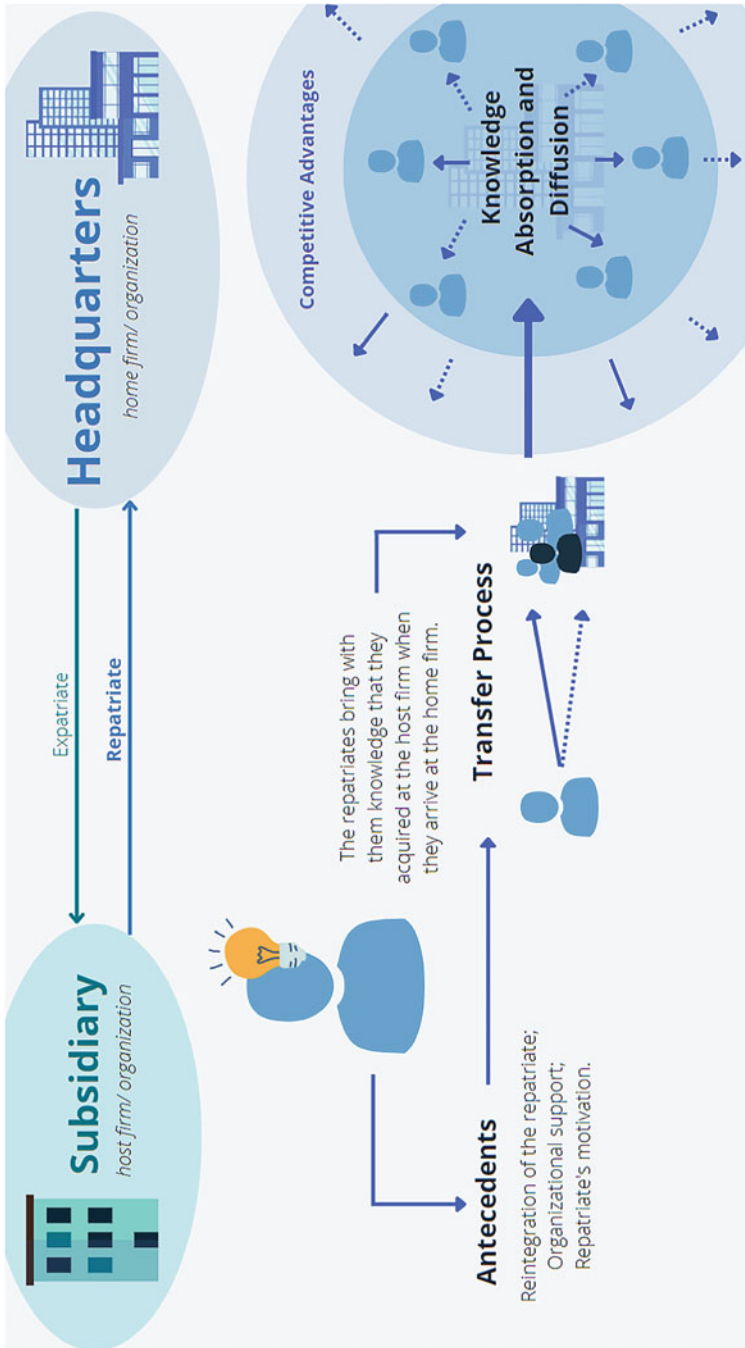 Subsidiary
host firm/ organization
Expatriate
Repatriate
Headquarters
home firm/ organization
The repatriates bring with
them knowledge that they
acquired at the host firm when
they arrive at the home firm.
Antecedents
Reintegration of the repatriate;
Organizational support;
Repatriate's motivation.
Transfer Process
Competitive Advantages
Knowledge
Absorption and
Diffusion